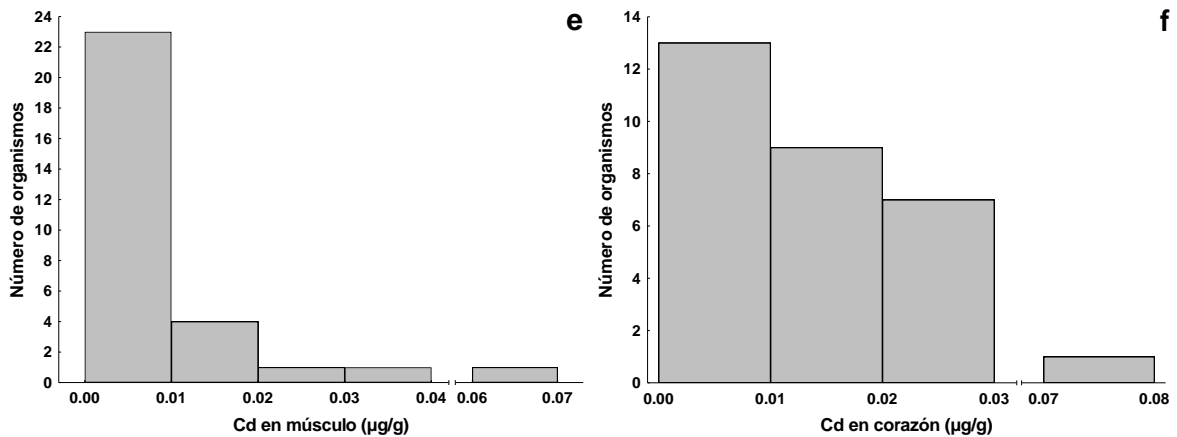 e
24
22
20
18
16
14
12
10
8
6
4
2
0
Número de organismos
0.00 0.01 0.02 0.03 0.04 0.06 0.07
Cd en músculo (µg/g)
f
14
12
10
8
6
4
2
0
Número de organismos
0.00 0.01 0.02 0.03 0.07 0.08
Cd en corazón (µg/g)